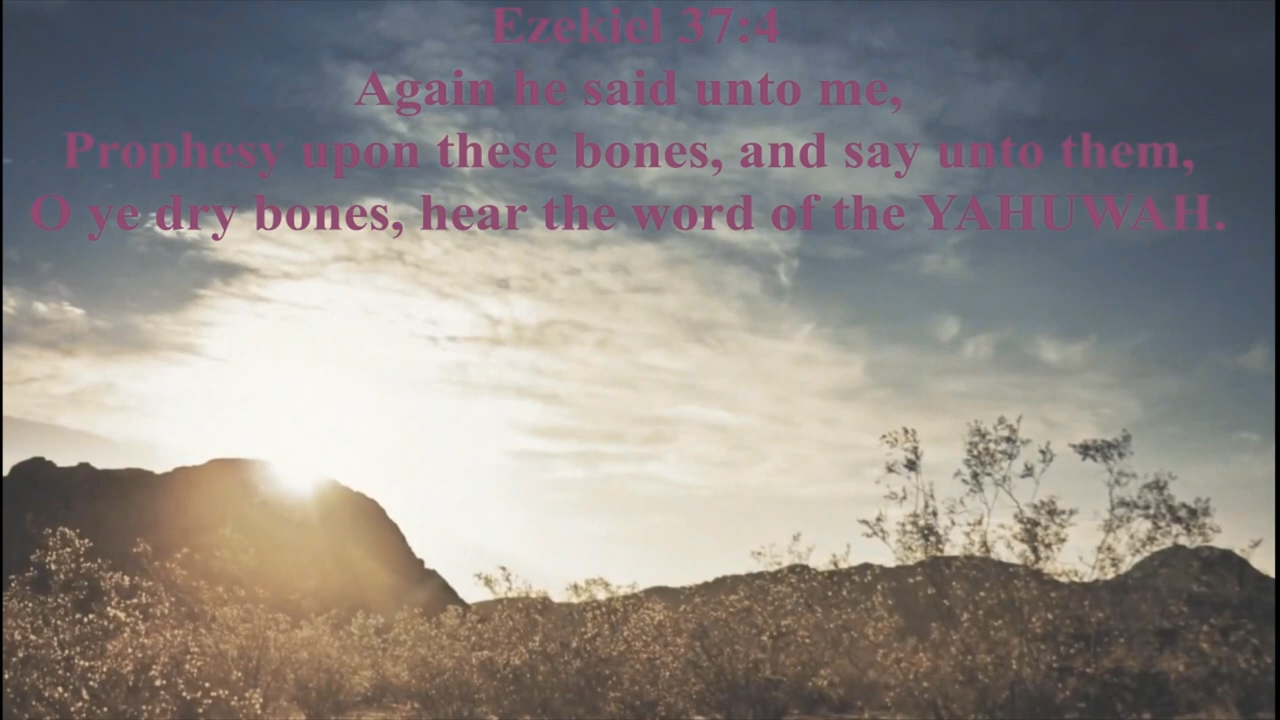 Ezekiel 37:4
Again he said unto me,
Prophesy upon these bones, and say unto them,
O ye dry bones, hear the word of the YAHUWAH.